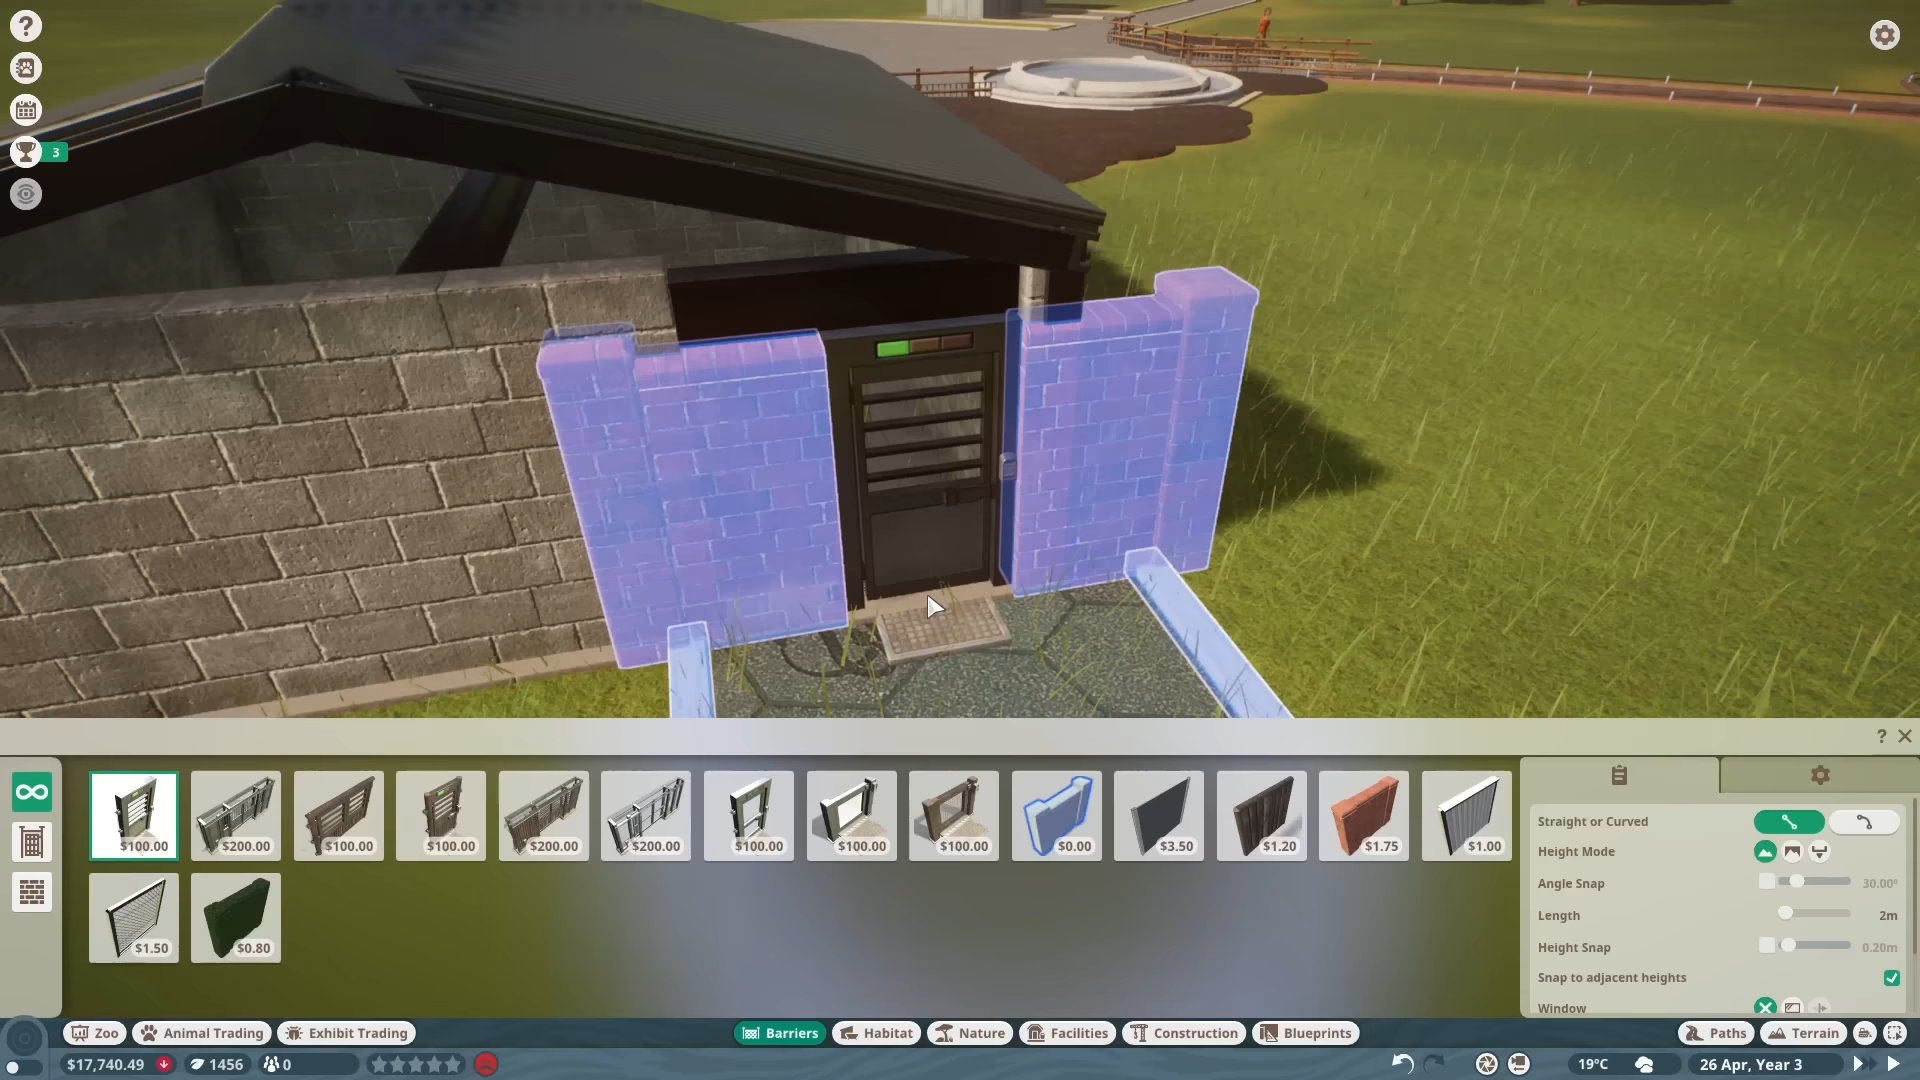 ?
3
? ×
$100.00 $200.00 $100.00 $100.00 $200.00 $200.00 $100.00 $100.00 $100.00 $0.00 $3.50 $1.20 $1.75 $1.00
$1.50 $0.80
Straight or Curved
Height Mode
Angle Snap 30.00°
Length 2m
Height Snap 0.20m
Snap to adjacent heights
Window
Zoo Animal Trading Exhibit Trading Barriers Habitat Nature Facilities Construction Blueprints Paths Terrain
$17,740.49 1456 0 19°C 26 Apr, Year 3